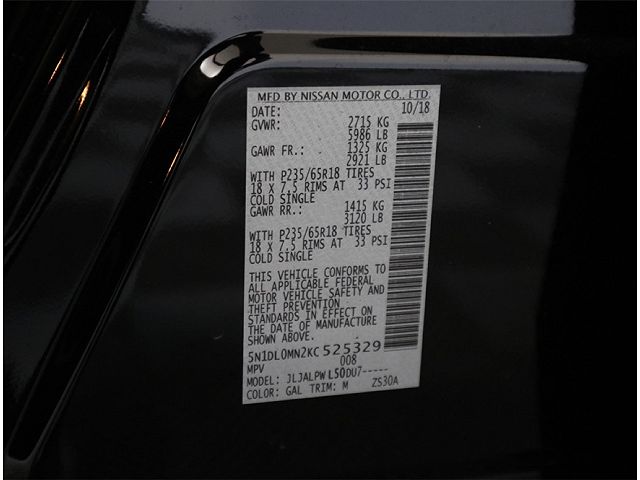 MFD BY NISSAN MOTOR CO., LTD.
DATE: 10/18
GVWR: 2715 KG
5986 LB
GAWR FR.: 1325 KG
2921 LB
WITH P235/65R18 TIRES
18 X 7.5 RIMS AT 33 PSI
COLD SINGLE
GAWR RR.: 1415 KG
3120 LB
WITH P235/65R18 TIRES
18 X 7.5 RIMS AT 33 PSI
COLD SINGLE
THIS VEHICLE CONFORMS TO
ALL APPLICABLE FEDERAL
MOTOR VEHICLE SAFETY AND
THEFT PREVENTION
STANDARDS IN EFFECT ON
THE DATE OF MANUFACTURE
SHOWN ABOVE.
5N1DL0MN2KC525329
MPV 008
MODEL: JLJALPWL50DU7-----
COLOR: GAL TRIM: M ZS30A